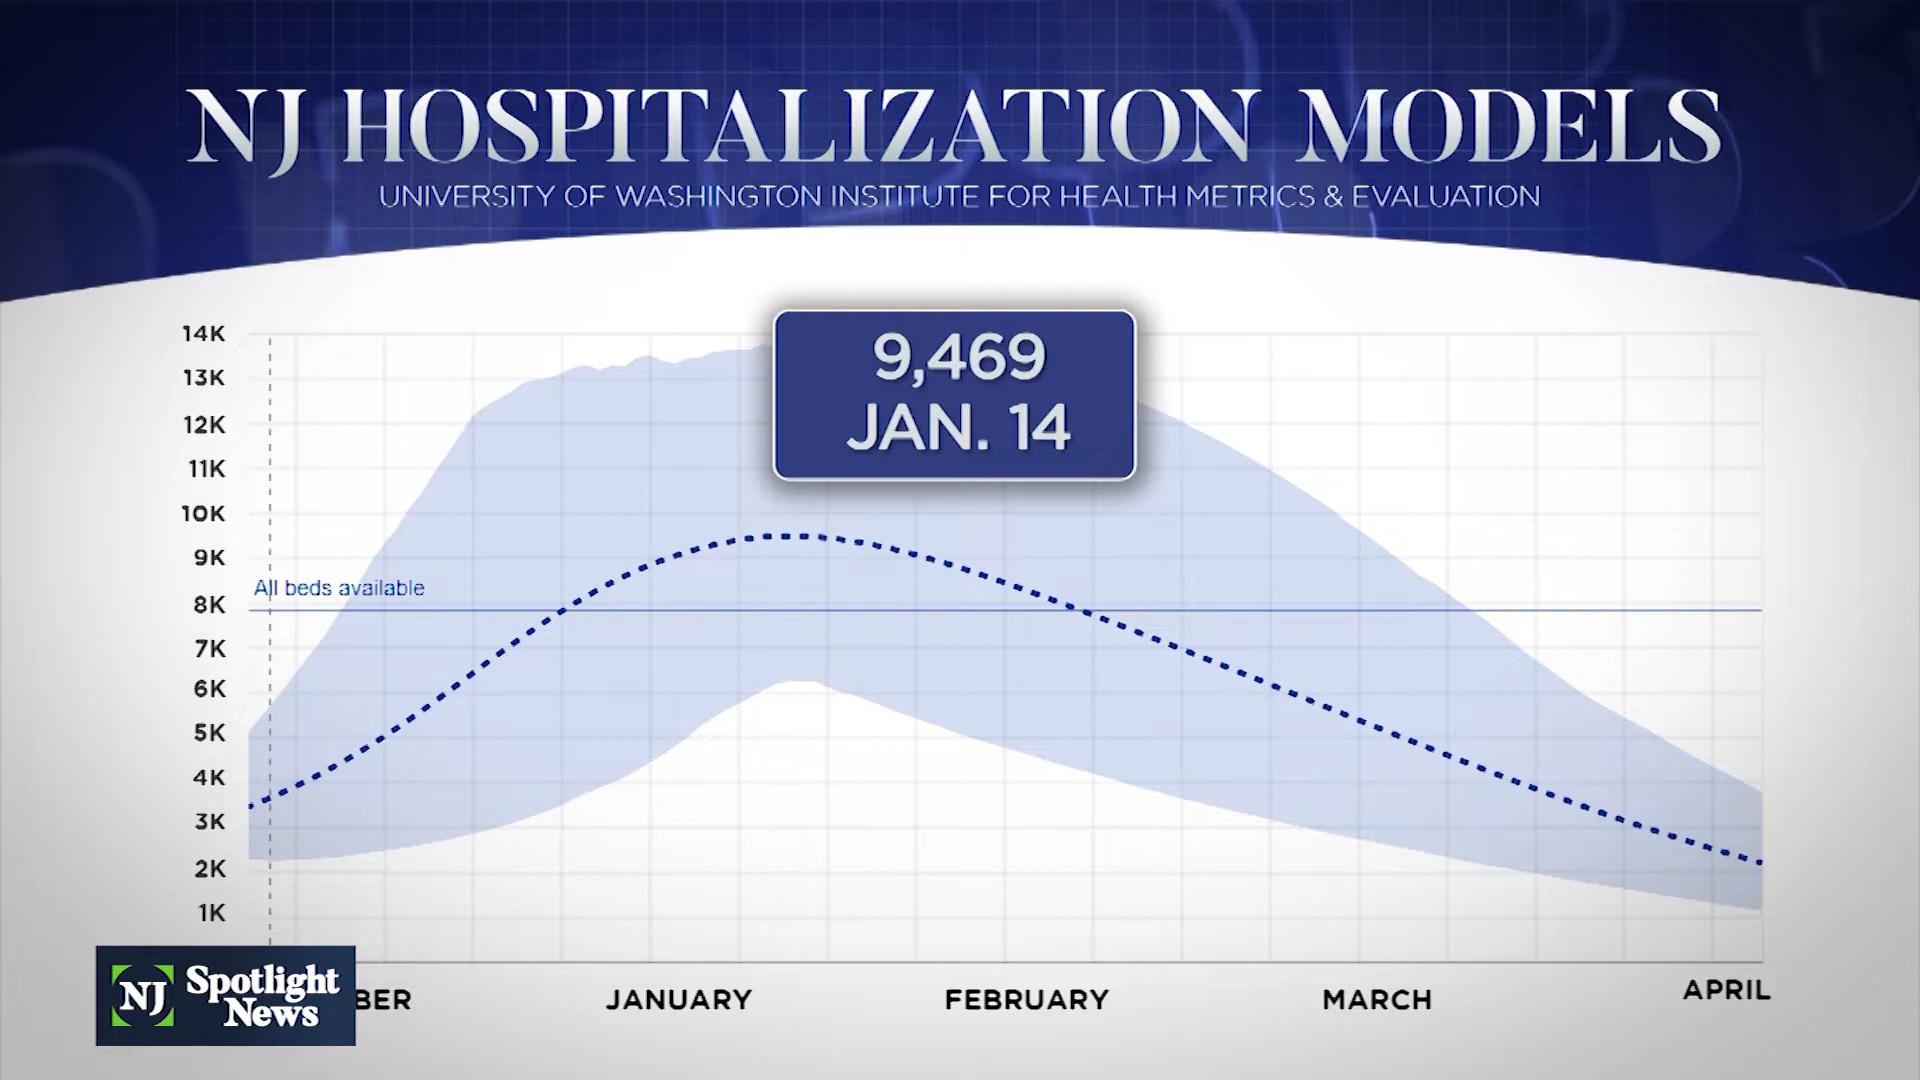 NJ HOSPITALIZATION MODELS
UNIVERSITY OF WASHINGTON INSTITUTE FOR HEALTH METRICS & EVALUATION
9,469
JAN. 14
14K
13K
12K
11K
10K
9K
All beds available
8K
7K
6K
5K
4K
3K
2K
1K
NJ Spotlight
News
BER
JANUARY
FEBRUARY
MARCH
APRIL